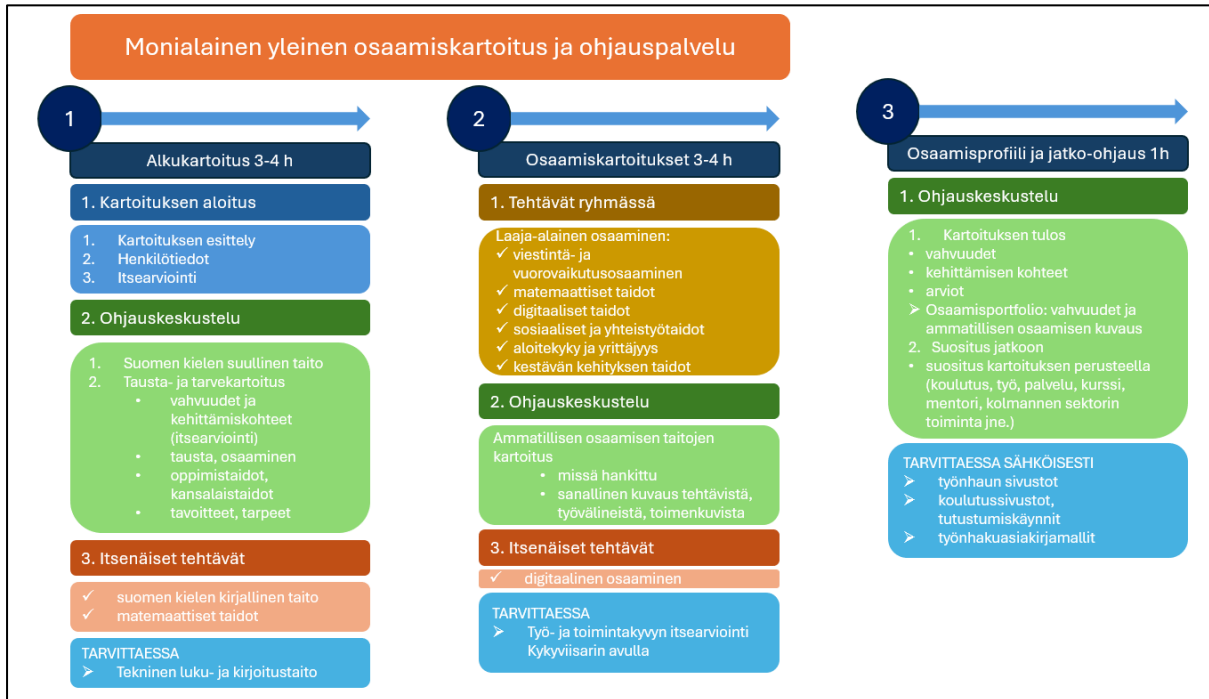 Monialainen yleinen osaamiskartoitus ja ohjauspalvelu
1
Alkukartoitus 3-4 h
1. Kartoituksen aloitus
1. Kartoituksen esittely
2. Henkilötiedot
3. Itsearviointi
2. Ohjauskeskustelu
1. Suomen kielen suullinen taito
2. Tausta- ja tarvekartoitus
• vahvuudet ja
kehittämiskohteet
(itsearviointi)
• tausta, osaaminen
• oppimistaidot,
kansalaistaidot
• tavoitteet, tarpeet
3. Itsenäiset tehtävät
✓ suomen kielen kirjallinen taito
✓ matemaattiset taidot
TARVITTAESSA
➢ Tekninen luku- ja kirjoitustaito
2
Osaamiskartoitukset 3-4 h
1. Tehtävät ryhmässä
Laaja-alainen osaaminen:
✓ viestintä- ja
vuorovaikutusosaaminen
✓ matemaattiset taidot
✓ digitaaliset taidot
✓ sosiaaliset ja yhteistyötaidot
✓ aloitekyky ja yrittäjyys
✓ kestävän kehityksen taidot
2. Ohjauskeskustelu
Ammatillisen osaamisen taitojen
kartoitus
• missä hankittu
• sanallinen kuvaus tehtävistä,
työvälineistä, toimenkuvista
3. Itsenäiset tehtävät
✓ digitaalinen osaaminen
TARVITTAESSA
➢ Työ- ja toimintakyvyn itsearviointi
Kykyviisarin avulla
3
Osaamisprofiili ja jatko-ohjaus 1h
1. Ohjauskeskustelu
1. Kartoituksen tulos
• vahvuudet
• kehittämisen kohteet
• arviot
➢ Osaamisportfolio: vahvuudet ja
ammatillisen osaamisen kuvaus
2. Suositus jatkoon
• suositus kartoituksen perusteella
(koulutus, työ, palvelu, kurssi,
mentori, kolmannen sektorin
toiminta jne.)
TARVITTAESSA SÄHKÖISESTI
➢ työnhaun sivustot
➢ koulutussivustot,
tutustumiskäynnit
➢ työnhakuasiakirjamallit